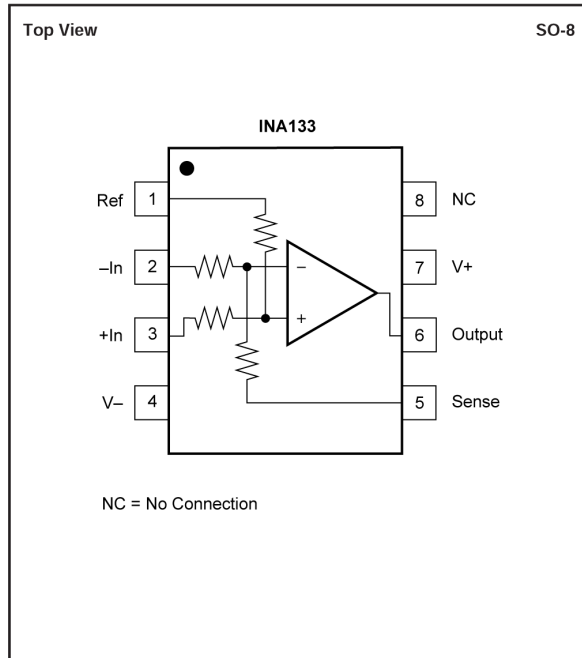 Top View SO-8
INA133
Ref 1 8 NC
–In 2 – 7 V+
+In 3 + 6 Output
V– 4 5 Sense
NC = No Connection